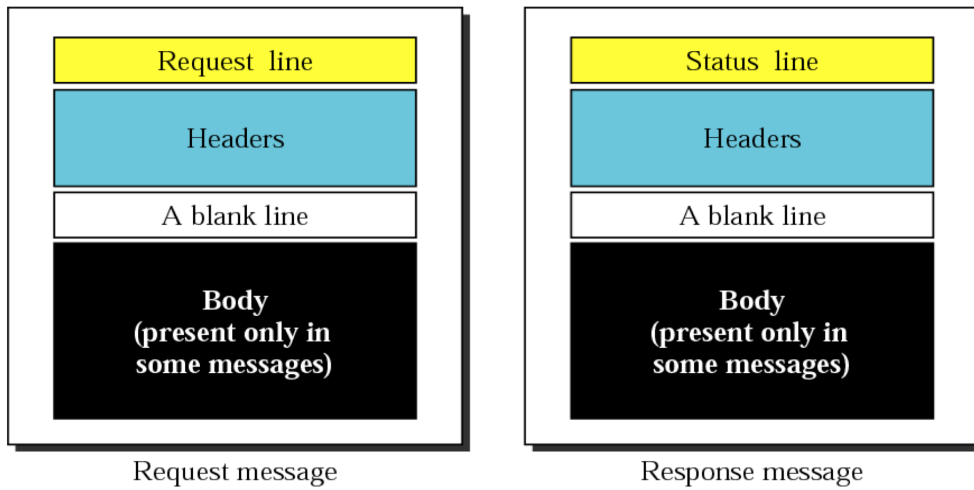 Request line
Headers
A blank line
Body
(present only in
some messages)
Request message
Status line
Headers
A blank line
Body
(present only in
some messages)
Response message